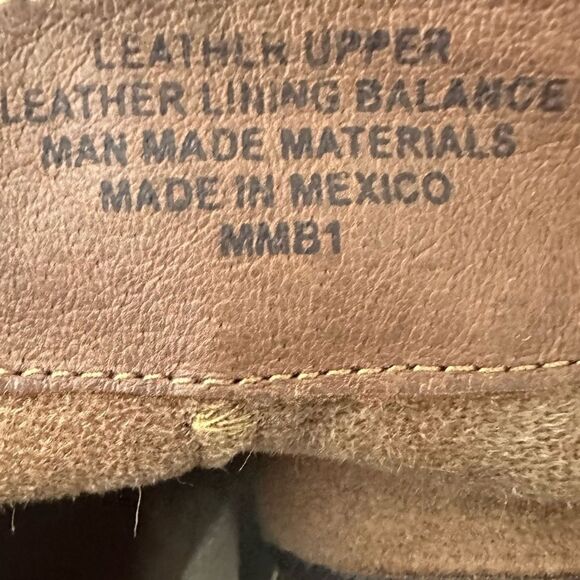 LEATHER UPPER
LEATHER LINING BALANCE
MAN MADE MATERIALS
MADE IN MEXICO
MMB1